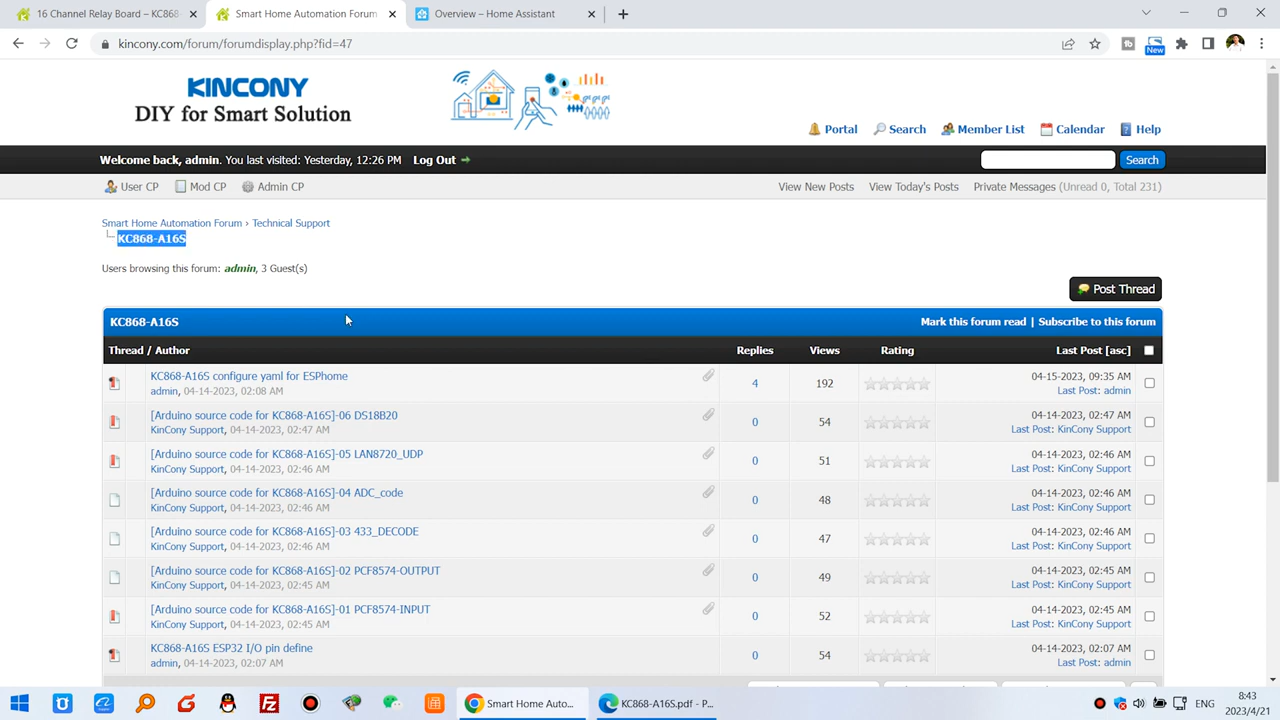 16 Channel Relay Board – KC868 Smart Home Automation Forum Overview – Home Assistant
kincony.com/forum/forumdisplay.php?fid=47
New
KINCONY
DIY for Smart Solution
Portal Search Member List Calendar Help
Welcome back, admin. You last visited: Yesterday, 12:26 PM Log Out Search
User CP Mod CP Admin CP View New Posts View Today's Posts Private Messages (Unread 0, Total 231)
Smart Home Automation Forum › Technical Support
KC868-A16S
Users browsing this forum: admin, 3 Guest(s)
Post Thread
KC868-A16S Mark this forum read | Subscribe to this forum
Thread / Author Replies Views Rating Last Post [asc]
KC868-A16S configure yaml for ESPhome 4 192 04-15-2023, 09:35 AM
admin, 04-14-2023, 02:08 AM Last Post: admin
[Arduino source code for KC868-A16S]-06 DS18B20 0 54 04-14-2023, 02:47 AM
KinCony Support, 04-14-2023, 02:47 AM Last Post: KinCony Support
[Arduino source code for KC868-A16S]-05 LAN8720_UDP 0 51 04-14-2023, 02:46 AM
KinCony Support, 04-14-2023, 02:46 AM Last Post: KinCony Support
[Arduino source code for KC868-A16S]-04 ADC_code 0 48 04-14-2023, 02:46 AM
KinCony Support, 04-14-2023, 02:46 AM Last Post: KinCony Support
[Arduino source code for KC868-A16S]-03 433_DECODE 0 47 04-14-2023, 02:46 AM
KinCony Support, 04-14-2023, 02:46 AM Last Post: KinCony Support
[Arduino source code for KC868-A16S]-02 PCF8574-OUTPUT 0 49 04-14-2023, 02:45 AM
KinCony Support, 04-14-2023, 02:45 AM Last Post: KinCony Support
[Arduino source code for KC868-A16S]-01 PCF8574-INPUT 0 52 04-14-2023, 02:45 AM
KinCony Support, 04-14-2023, 02:45 AM Last Post: KinCony Support
KC868-A16S ESP32 I/O pin define 0 54 04-14-2023, 02:07 AM
admin, 04-14-2023, 02:07 AM Last Post: admin
Smart Home Auto... KC868-A16S.pdf - P... ENG 8:43
2023/4/21